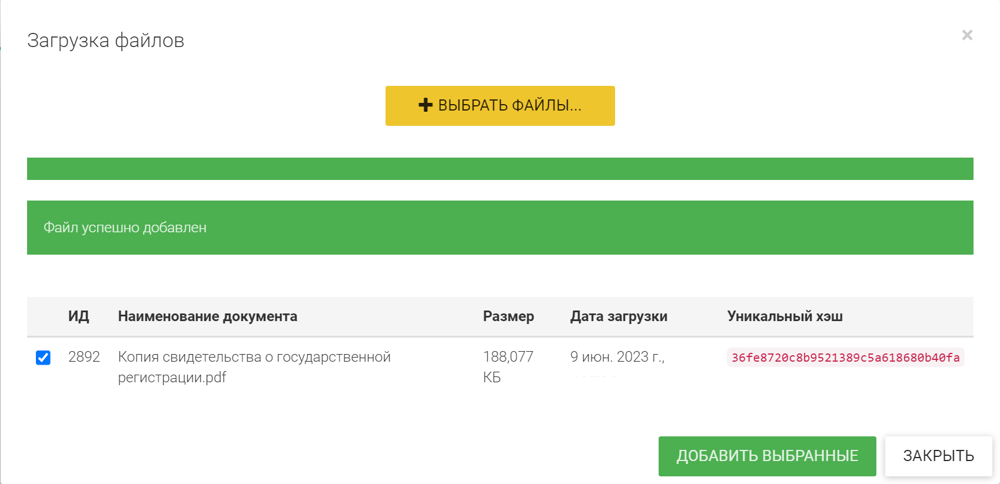 Загрузка файлов
×
ВЫБРАТЬ ФАЙЛЫ...
Файл успешно добавлен
ИД Наименование документа Размер Дата загрузки Уникальный хэш
2892 Копия свидетельства о государственной 188,077 9 июн. 2023 г., 36fe8720c8b9521389c5a618680b40fa
регистрации.pdf КБ
ДОБАВИТЬ ВЫБРАННЫЕ ЗАКРЫТЬ